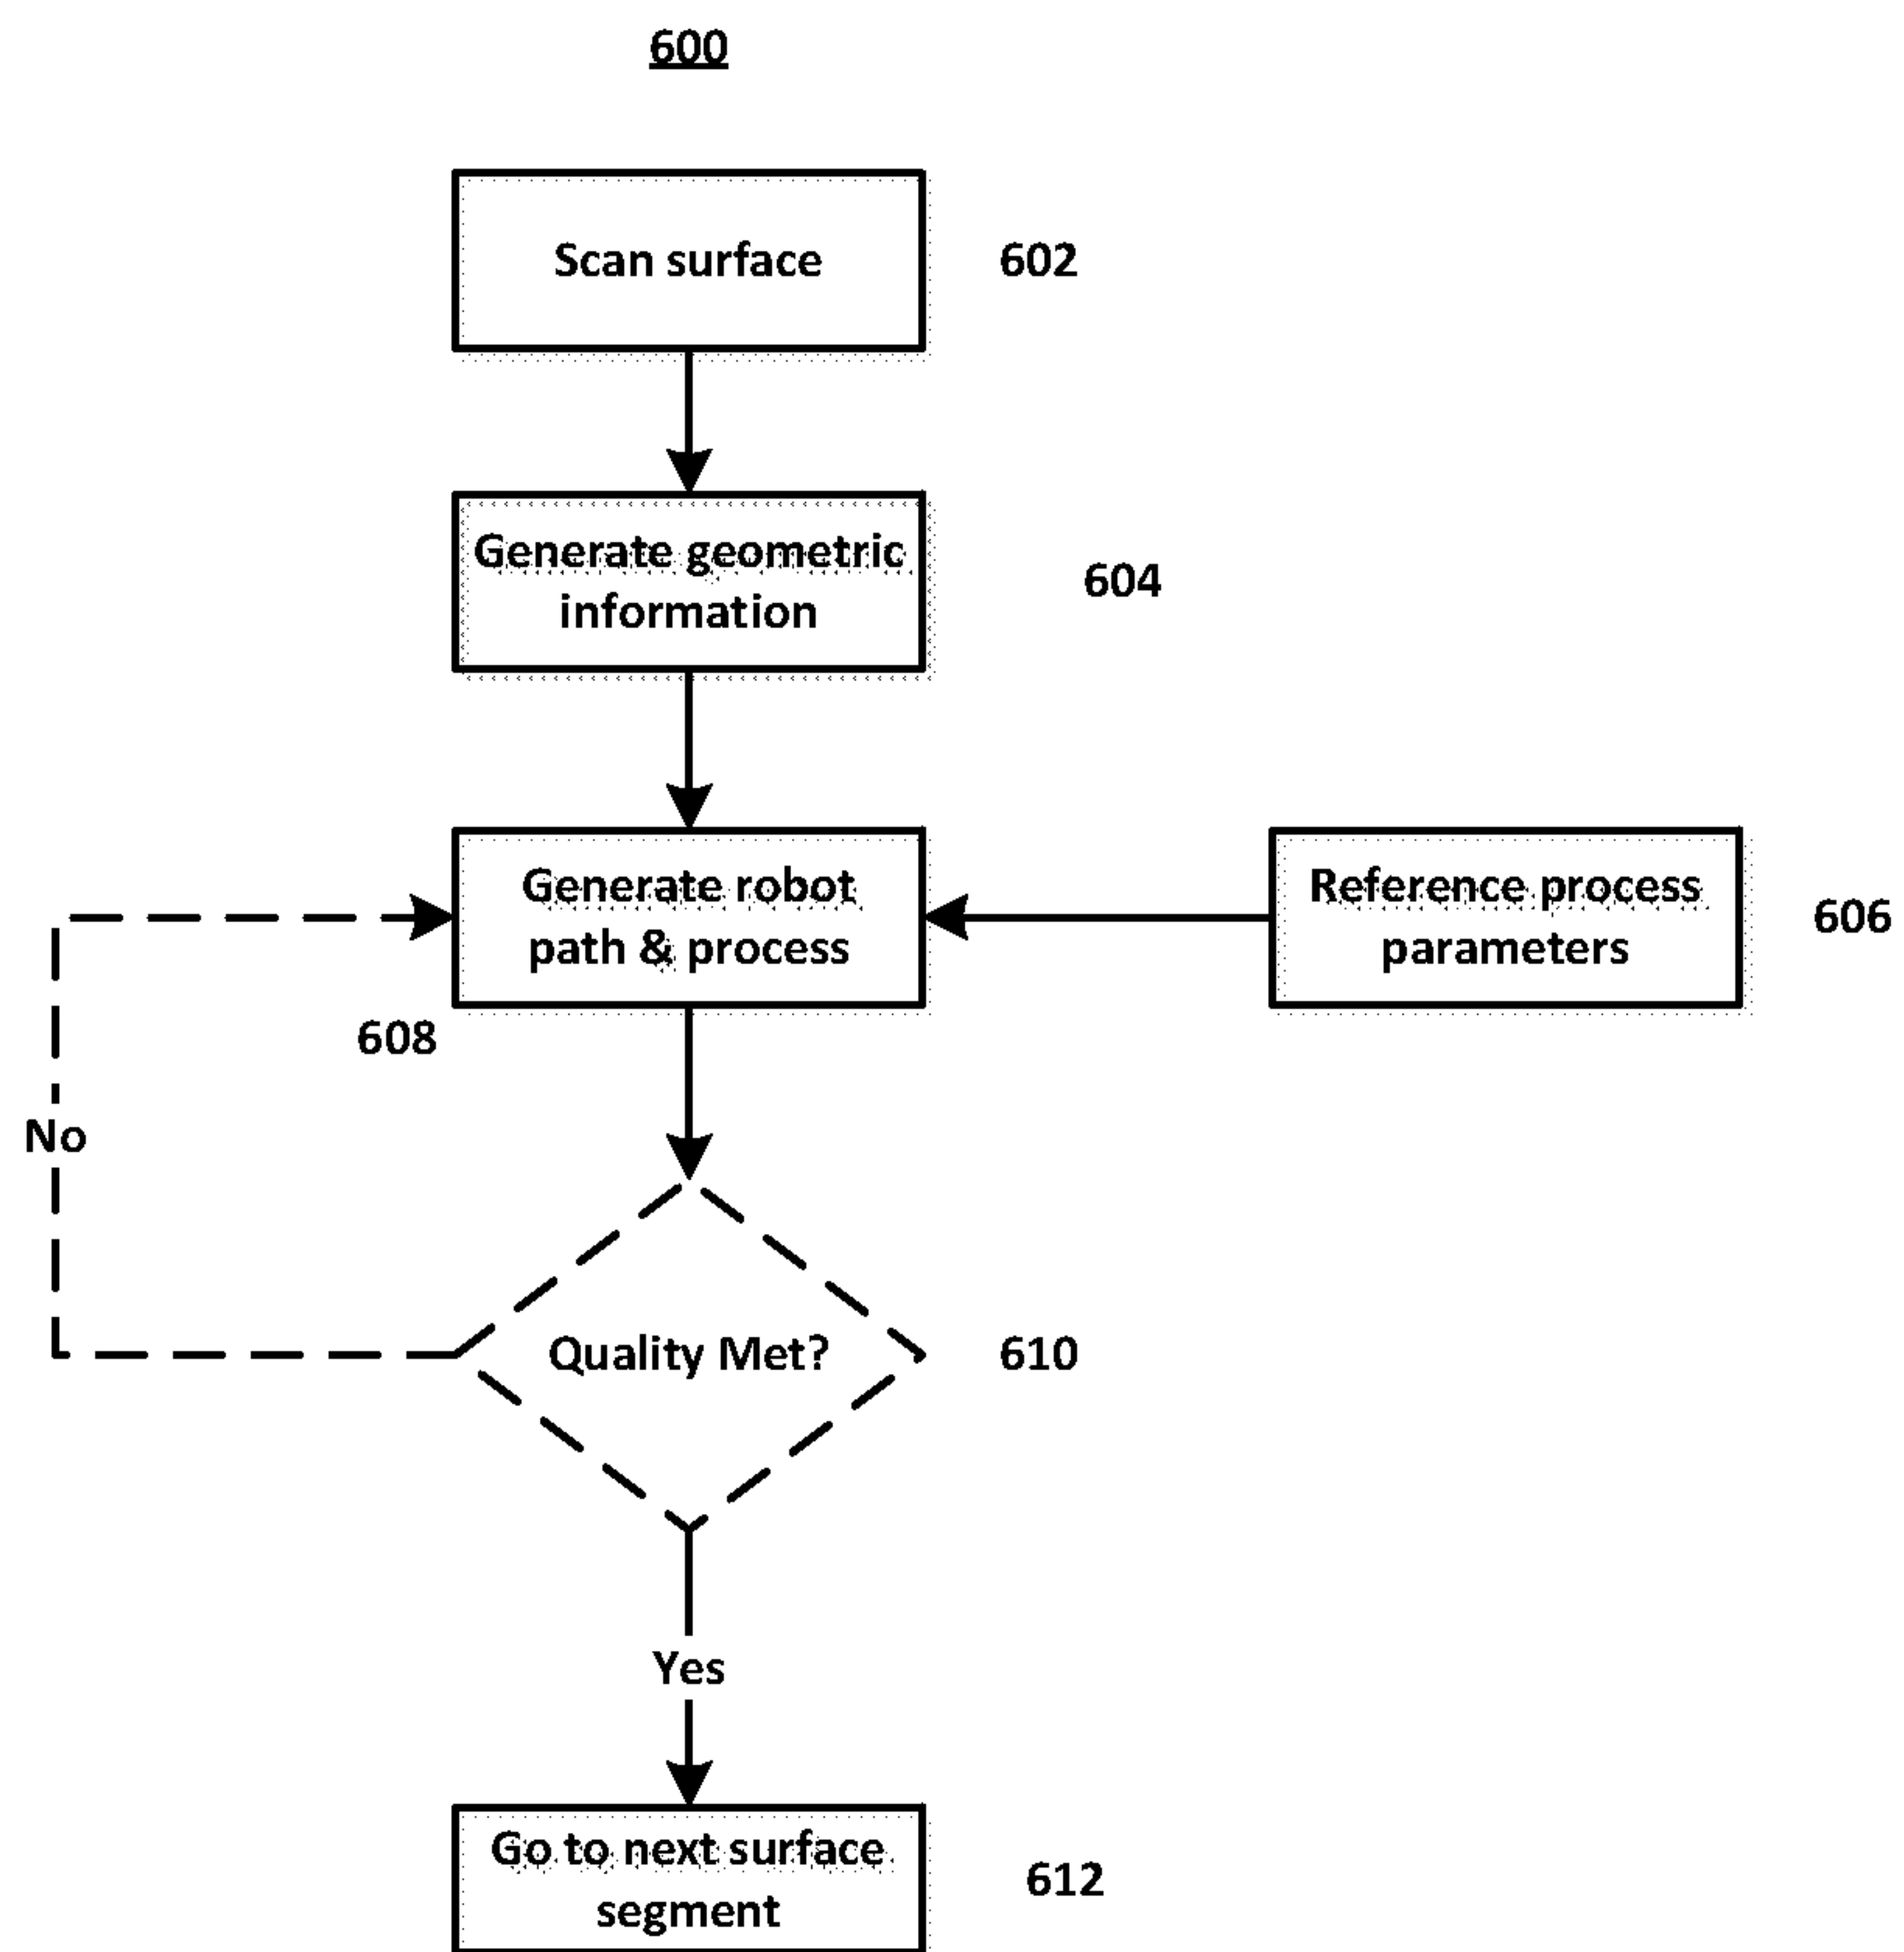 600
Scan surface
602
Generate geometric
information
604
Generate robot
path & process
608
Reference process
parameters
606
No
Quality Met?
610
Yes
Go to next surface
segment
612